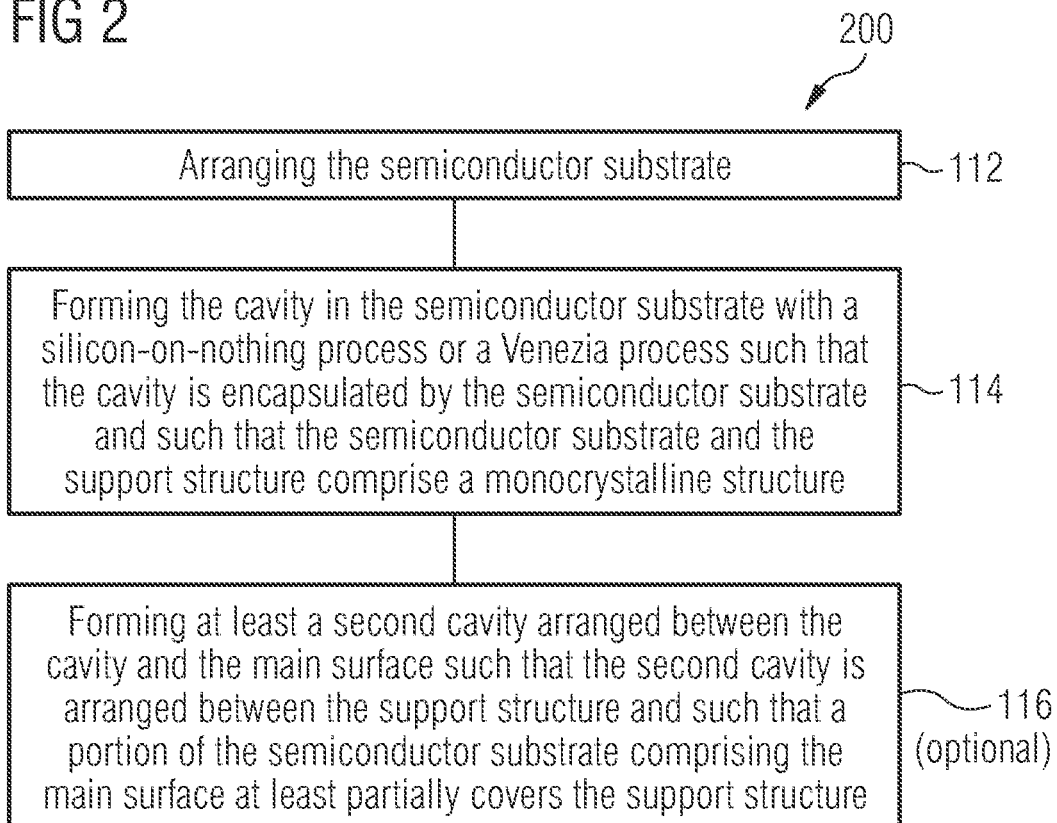 FIG 2
200
Arranging the semiconductor substrate
112
Forming the cavity in the semiconductor substrate with a
silicon-on-nothing process or a Venezia process such that
the cavity is encapsulated by the semiconductor substrate
and such that the semiconductor substrate and the
support structure comprise a monocrystalline structure
114
Forming at least a second cavity arranged between the
cavity and the main surface such that the second cavity is
arranged between the support structure and such that a
portion of the semiconductor substrate comprising the
main surface at least partially covers the support structure
116
(optional)